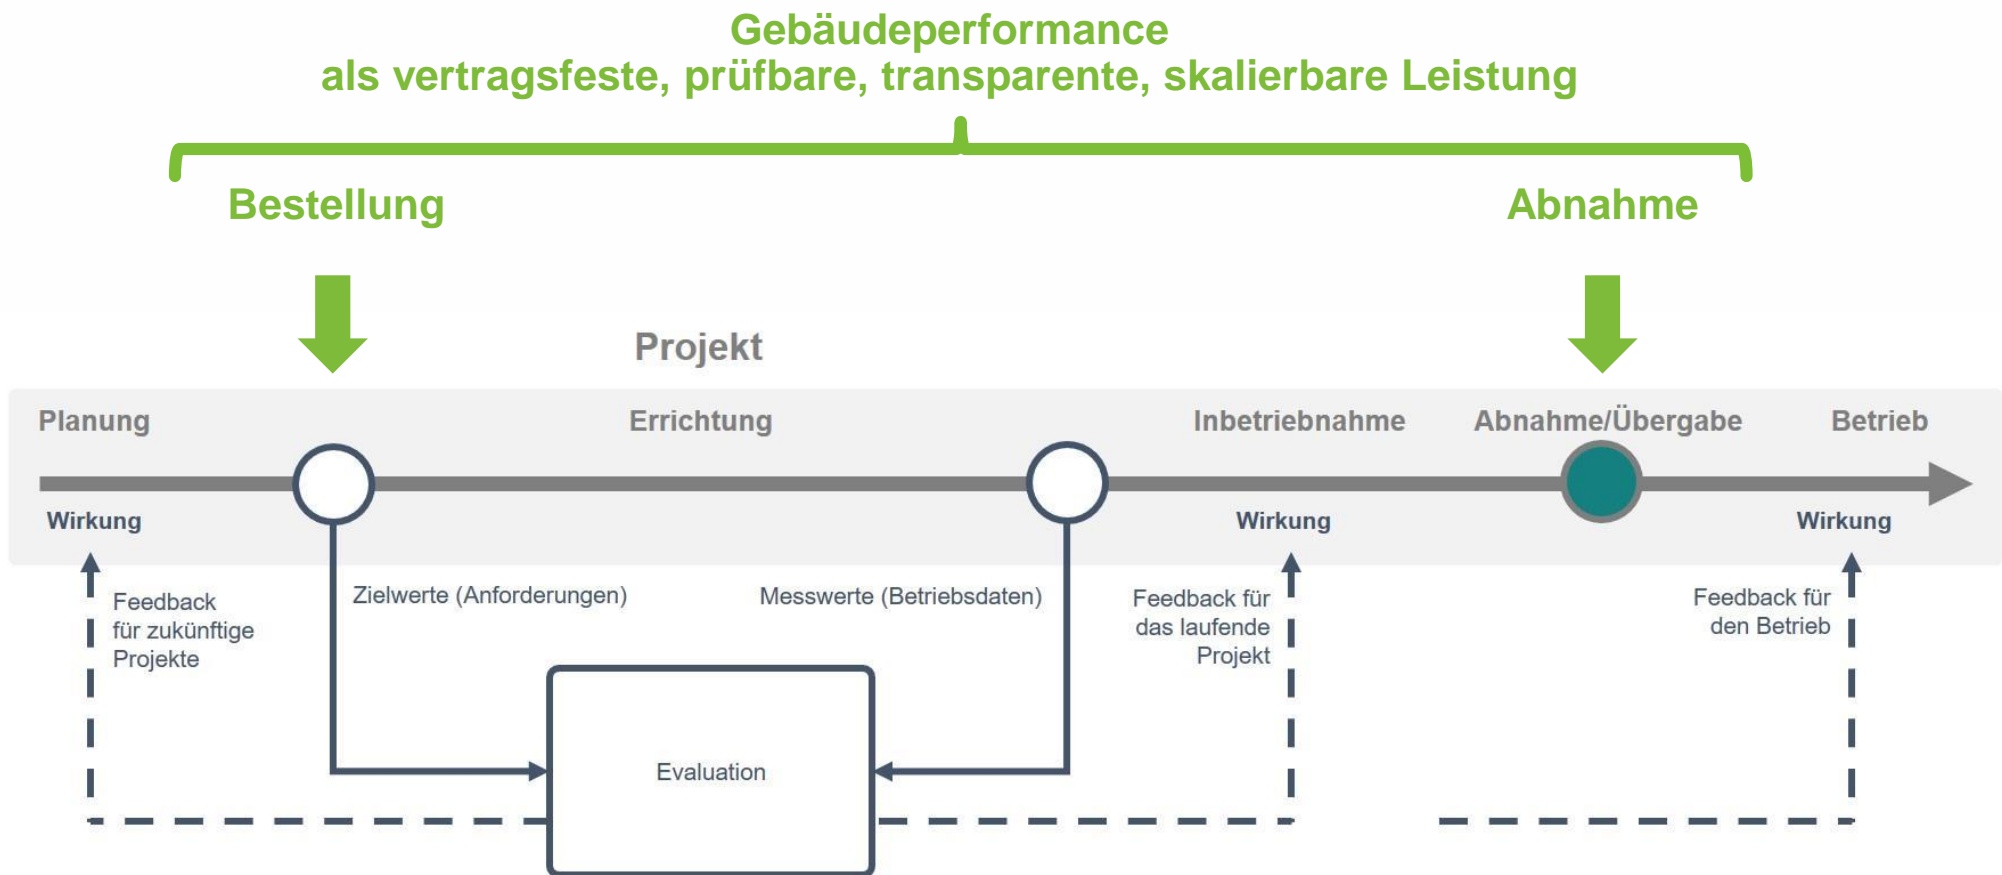 Gebäudeperformance
als vertragsfeste, prüfbare, transparente, skalierbare Leistung
Bestellung
Abnahme
Projekt
Planung
Errichtung
Inbetriebnahme
Abnahme/Übergabe
Betrieb
Wirkung
Wirkung
Wirkung
Feedback
für zukünftige
Projekte
Zielwerte (Anforderungen)
Messwerte (Betriebsdaten)
Feedback für
das laufende
Projekt
Feedback für
den Betrieb
Evaluation